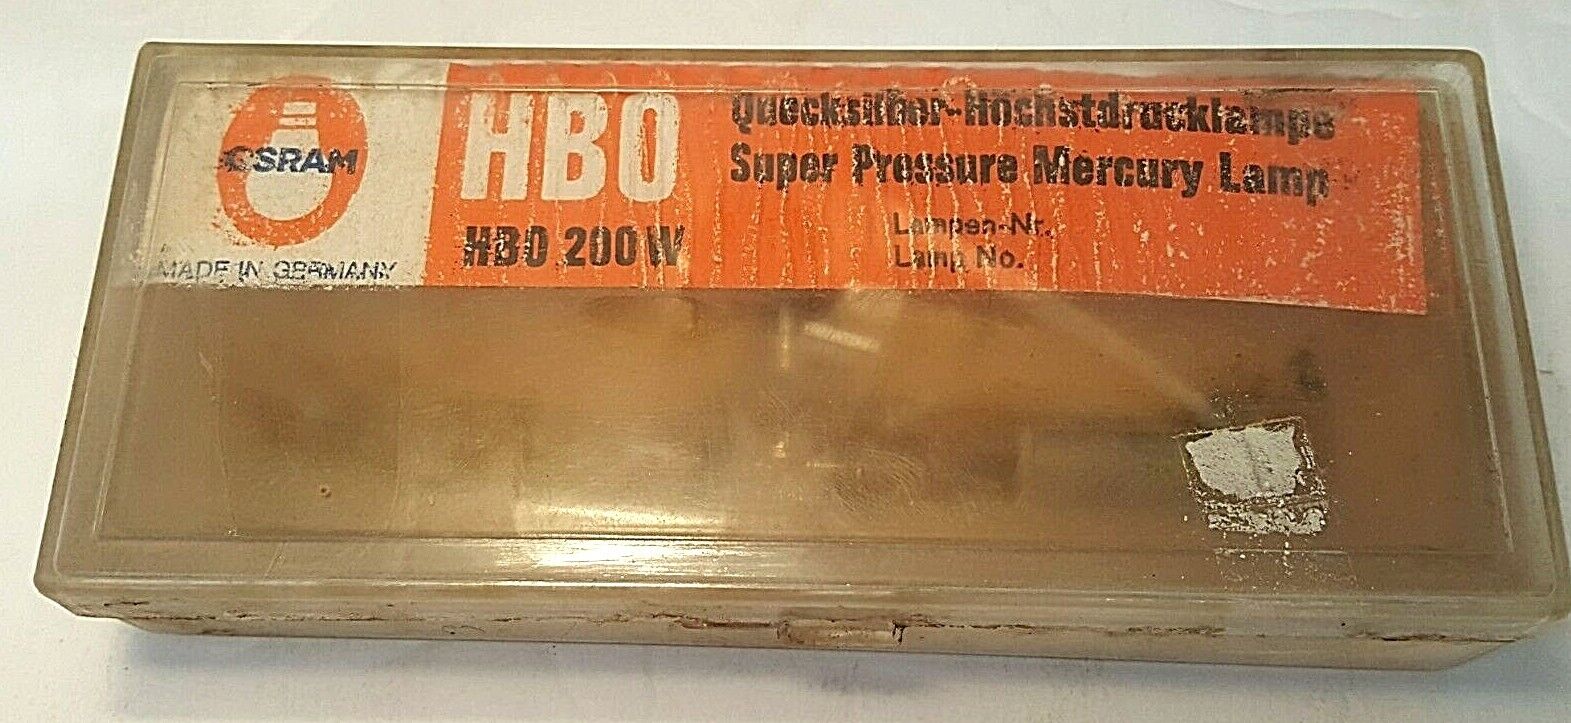 OSRAM
MADE IN GERMANY
HBO
HBO 200 W
Quecksilber-Höchstdrucklampe
Super Pressure Mercury Lamp
Lampen-Nr.
Lamp No.